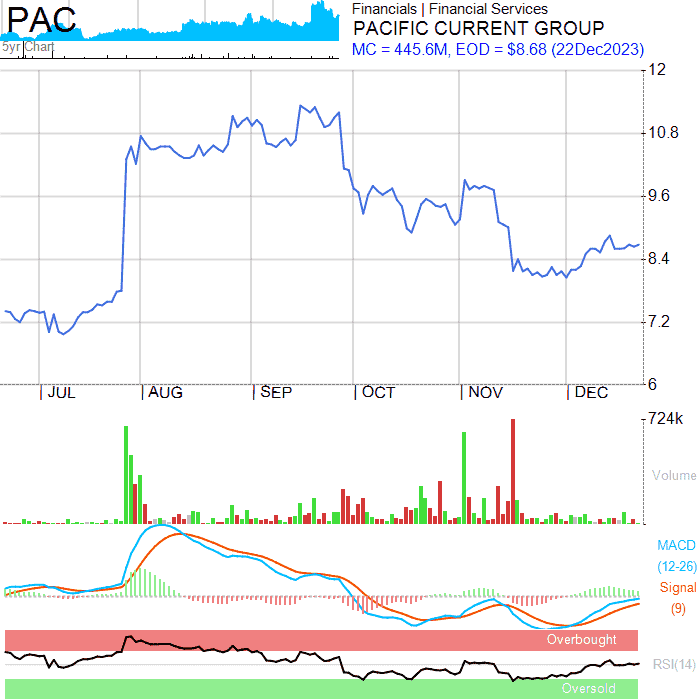 PAC
5yr Chart
Financials | Financial Services
PACIFIC CURRENT GROUP
MC = 445.6M, EOD = $8.68 (22Dec2023)
12
10.8
9.6
8.4
7.2
6
JUL AUG SEP OCT NOV DEC
724k
Volume
MACD
(12-26)
Signal
(9)
Overbought
RSI(14)
Oversold